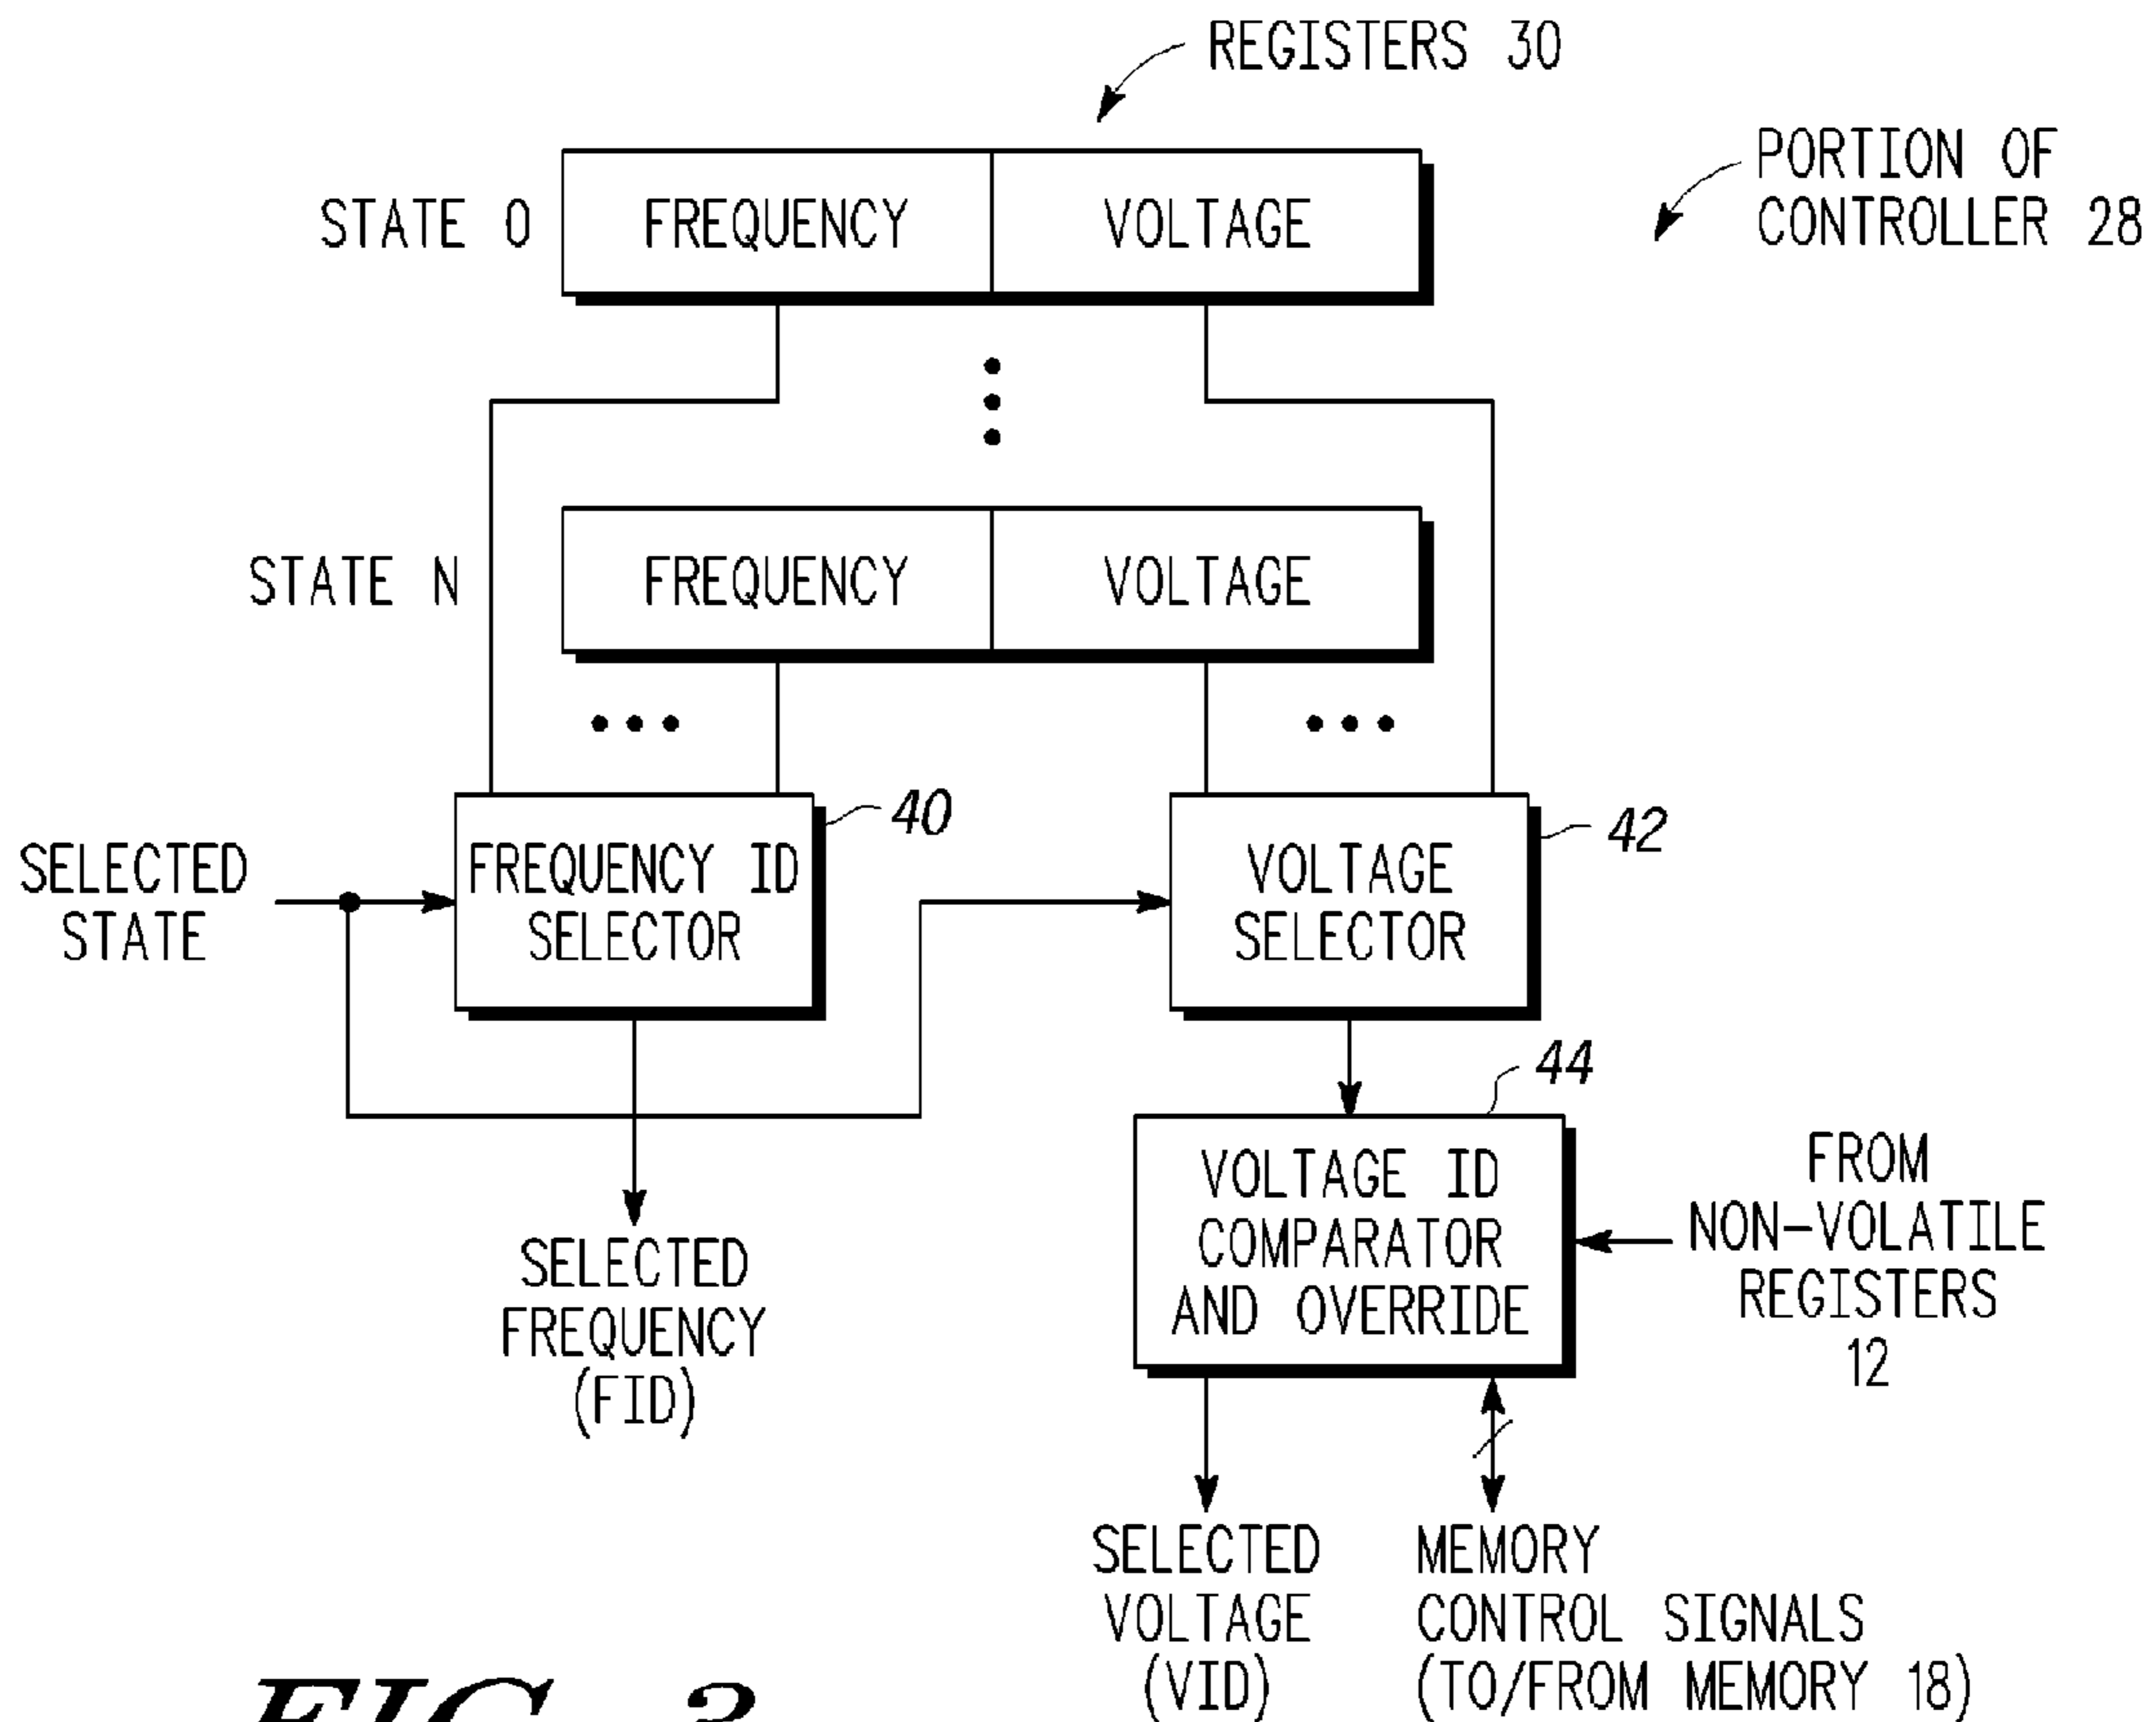 REGISTERS 30
PORTION OF
CONTROLLER 28
STATE 0
FREQUENCY
VOLTAGE
STATE N
FREQUENCY
VOLTAGE
40
42
SELECTED
STATE
FREQUENCY ID
SELECTOR
VOLTAGE
SELECTOR
44
VOLTAGE ID
COMPARATOR
AND OVERRIDE
FROM
NON-VOLATILE
REGISTERS
12
SELECTED
FREQUENCY
(FID)
SELECTED
VOLTAGE
(VID)
MEMORY
CONTROL SIGNALS
(TO/FROM MEMORY 18)